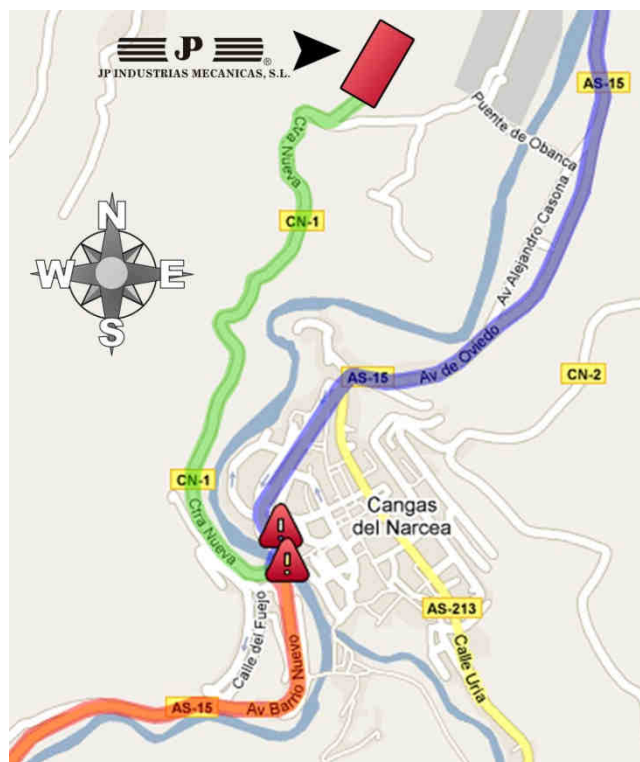 JP
®
JP INDUSTRIAS MECANICAS, S.L.
AS-15
Puente de Obanca
Ctra Nueva
CN-1
Av Alejandro Casona
N
W E
S
Av de Oviedo
AS-15
CN-2
CN-1
Cangas
del Narcea
Ctra Nueva
!
!
Calle del Fuejo
AS-213
Calle Uría
Av Barrio Nuevo
AS-15